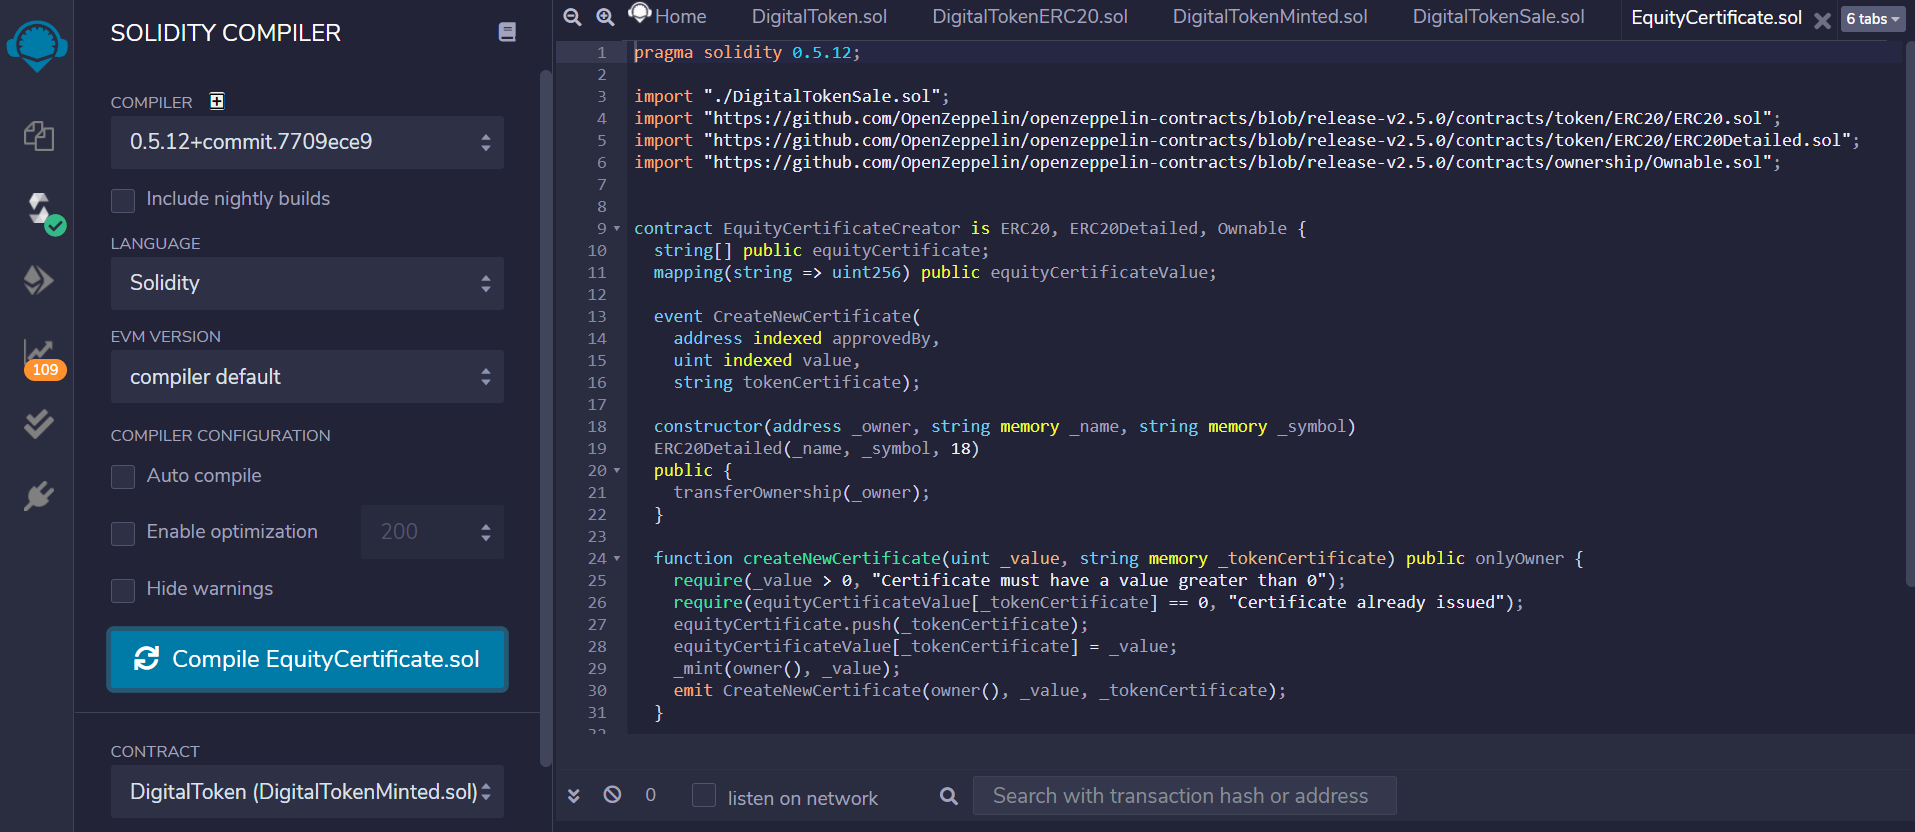 SOLIDITY COMPILER
COMPILER
0.5.12+commit.7709ece9
Include nightly builds
LANGUAGE
Solidity
EVM VERSION
compiler default
109
COMPILER CONFIGURATION
Auto compile
Enable optimization
200
Hide warnings
Compile EquityCertificate.sol
CONTRACT
DigitalToken (DigitalTokenMinted.sol)
Home DigitalToken.sol DigitalTokenERC20.sol DigitalTokenMinted.sol DigitalTokenSale.sol EquityCertificate.sol 6 tabs
1 pragma solidity 0.5.12;
2
3 import "./DigitalTokenSale.sol";
4 import "https://github.com/OpenZeppelin/openzeppelin-contracts/blob/release-v2.5.0/contracts/token/ERC20/ERC20.sol";
5 import "https://github.com/OpenZeppelin/openzeppelin-contracts/blob/release-v2.5.0/contracts/token/ERC20/ERC20Detailed.sol";
6 import "https://github.com/OpenZeppelin/openzeppelin-contracts/blob/release-v2.5.0/contracts/ownership/Ownable.sol";
7
8
9 contract EquityCertificateCreator is ERC20, ERC20Detailed, Ownable {
10 string[] public equityCertificate;
11 mapping(string => uint256) public equityCertificateValue;
12
13 event CreateNewCertificate(
14 address indexed approvedBy,
15 uint indexed value,
16 string tokenCertificate);
17
18 constructor(address _owner, string memory _name, string memory _symbol)
19 ERC20Detailed(_name, _symbol, 18)
20 public {
21 transferOwnership(_owner);
22 }
23
24 function createNewCertificate(uint _value, string memory _tokenCertificate) public onlyOwner {
25 require(_value > 0, "Certificate must have a value greater than 0");
26 require(equityCertificateValue[_tokenCertificate] == 0, "Certificate already issued");
27 equityCertificate.push(_tokenCertificate);
28 equityCertificateValue[_tokenCertificate] = _value;
29 _mint(owner(), _value);
30 emit CreateNewCertificate(owner(), _value, _tokenCertificate);
31 }
32
0 listen on network Search with transaction hash or address